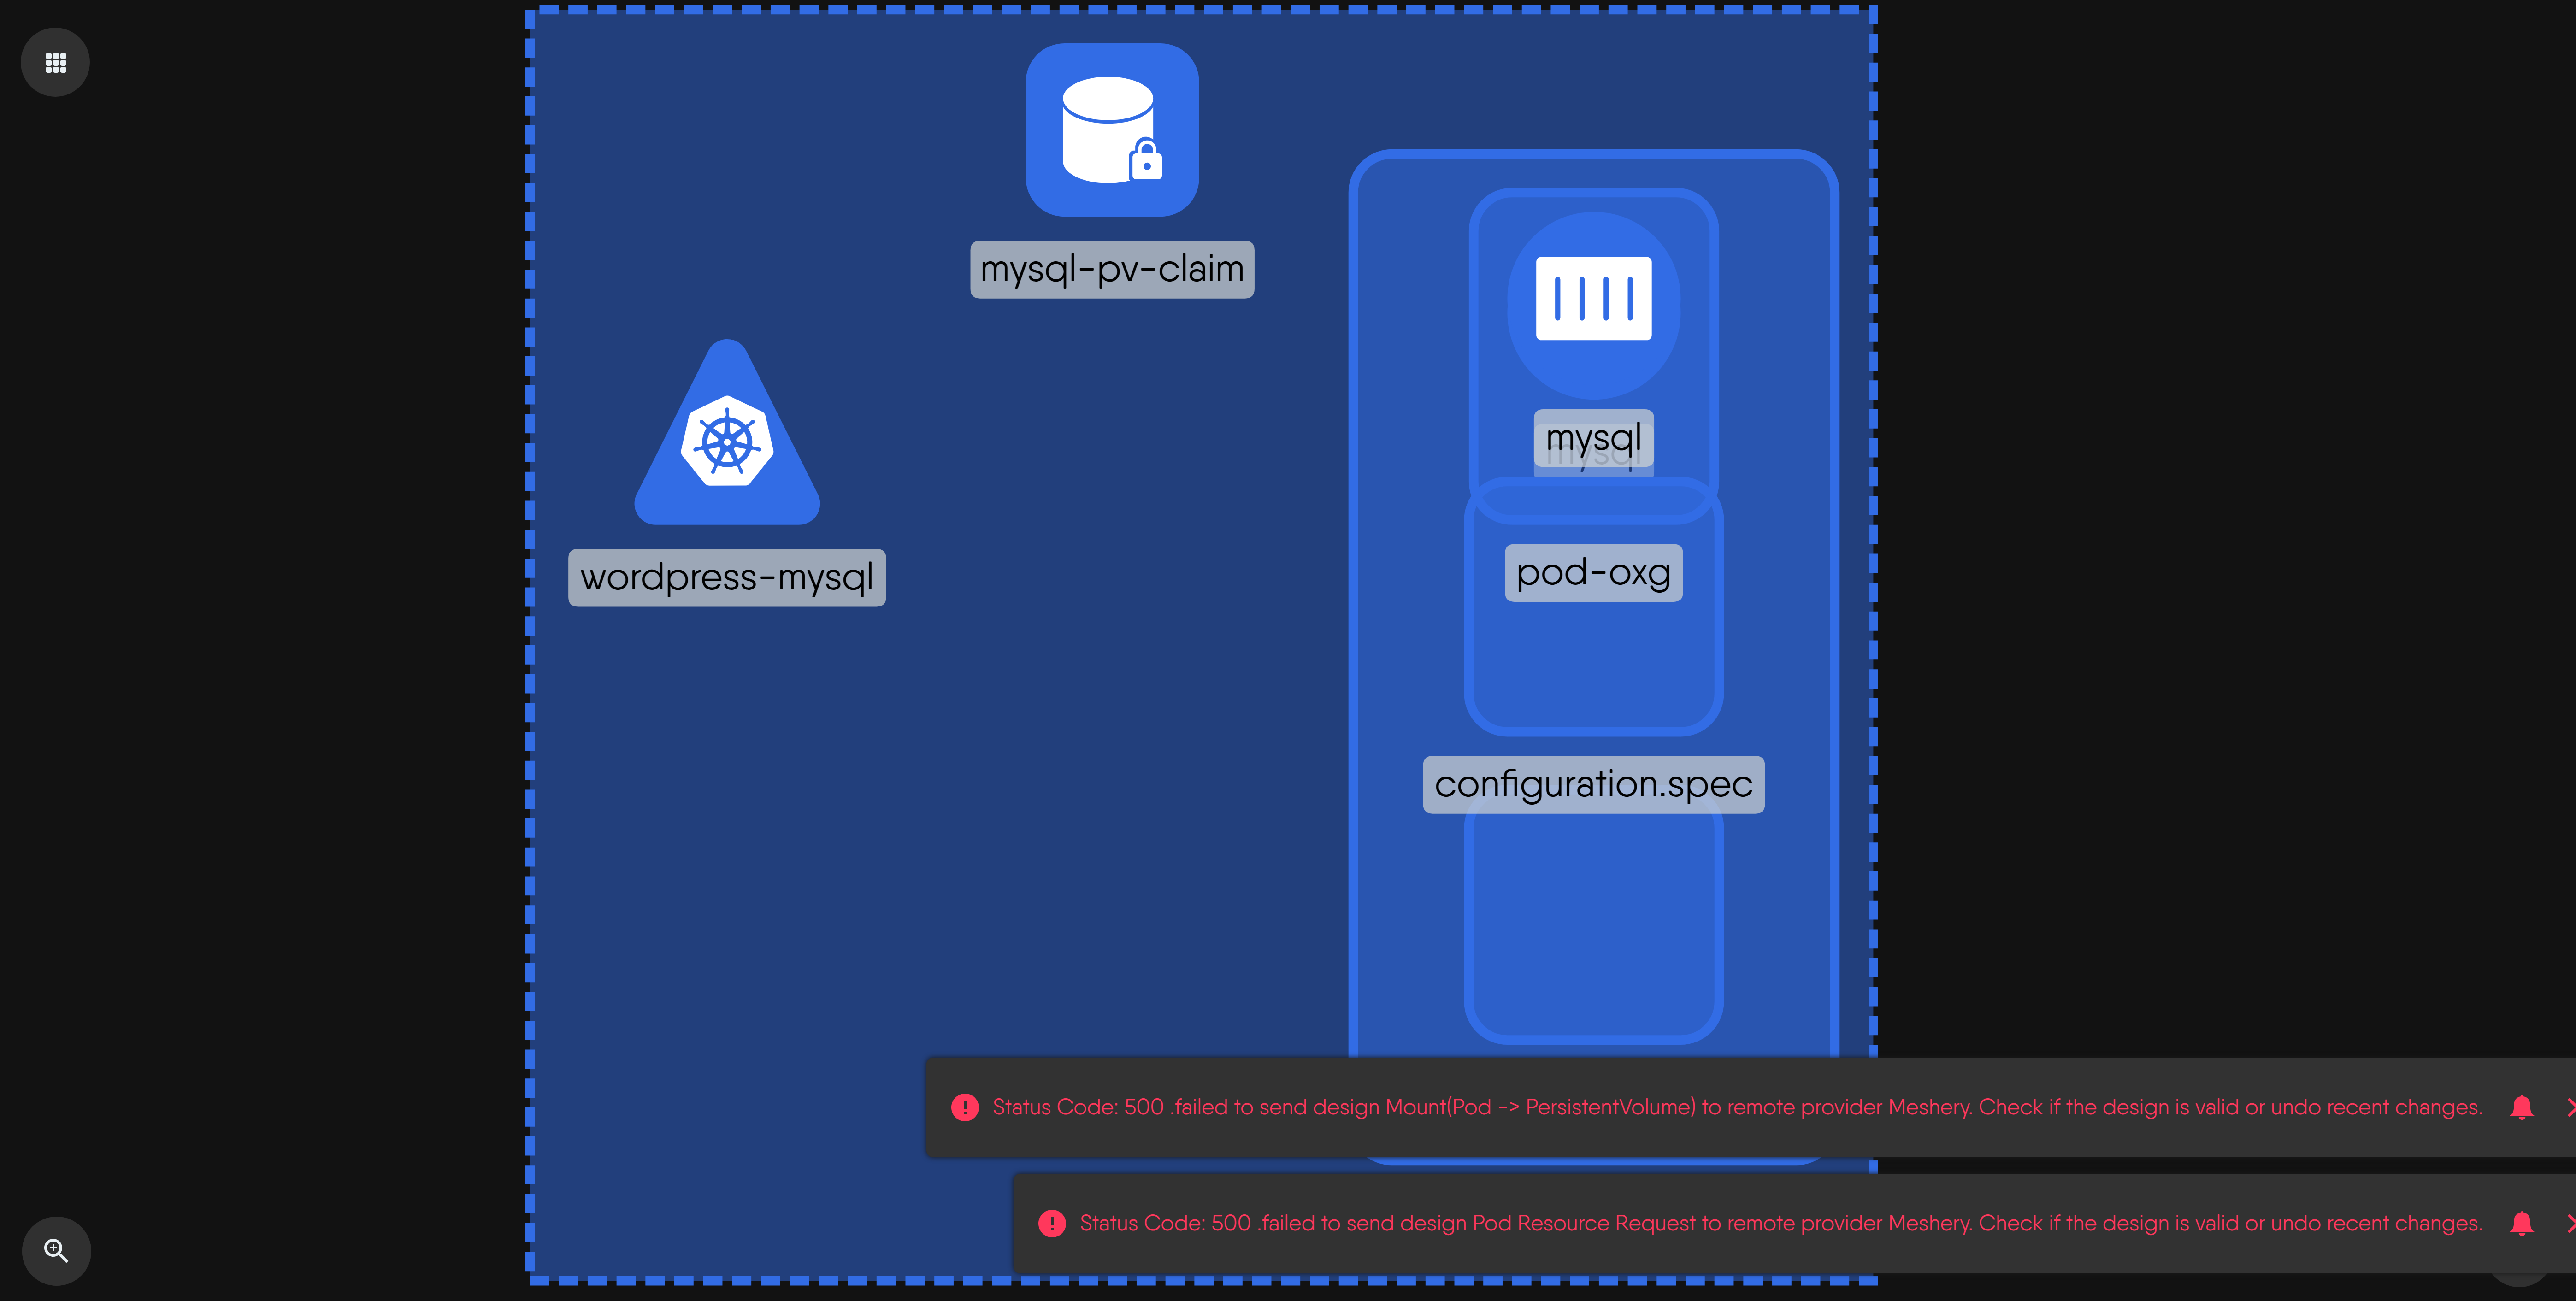 mysql-pv-claim
mysql
wordpress-mysql
pod-oxg
configuration.spec
Status Code: 500 .failed to send design Mount(Pod -> PersistentVolume) to remote provider Meshery. Check if the design is valid or undo recent changes.
Status Code: 500 .failed to send design Pod Resource Request to remote provider Meshery. Check if the design is valid or undo recent changes.